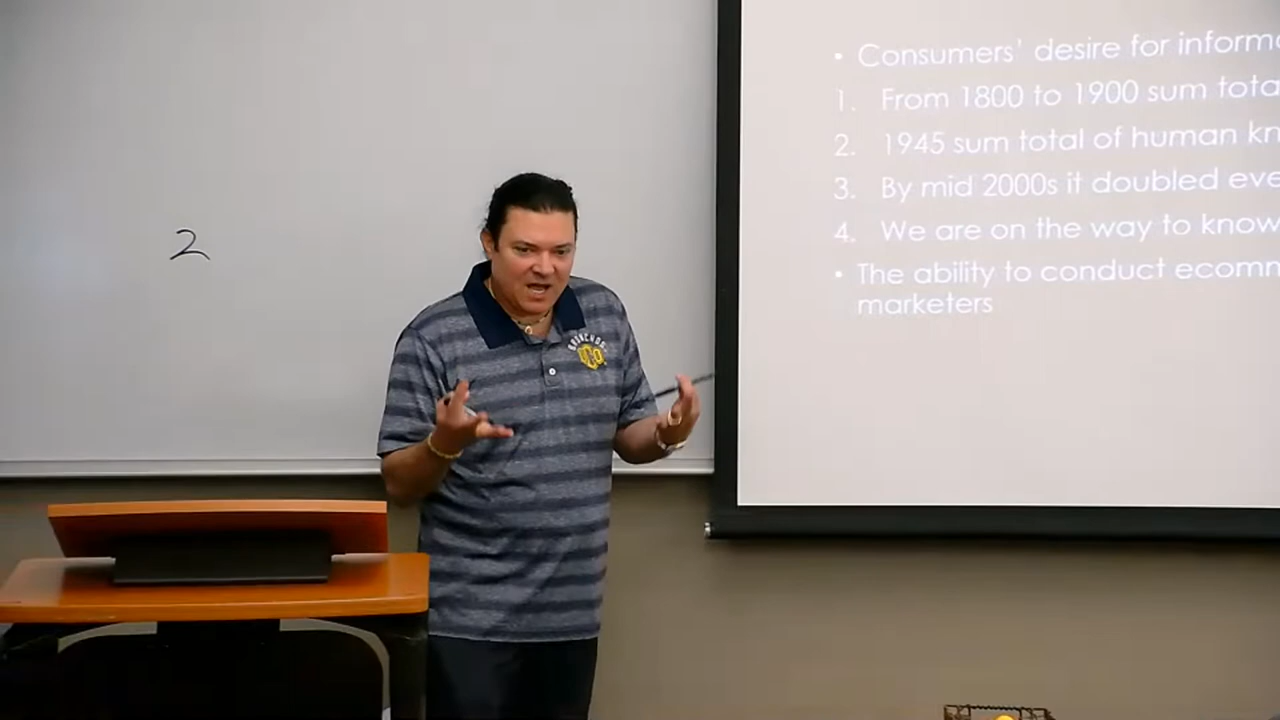 2
• Consumers' desire for inform
1. From 1800 to 1900 sum tota
2. 1945 sum total of human kn
3. By mid 2000s it doubled eve
4. We are on the way to know
• The ability to conduct ecomm
marketers
BRONCHOS
UCO